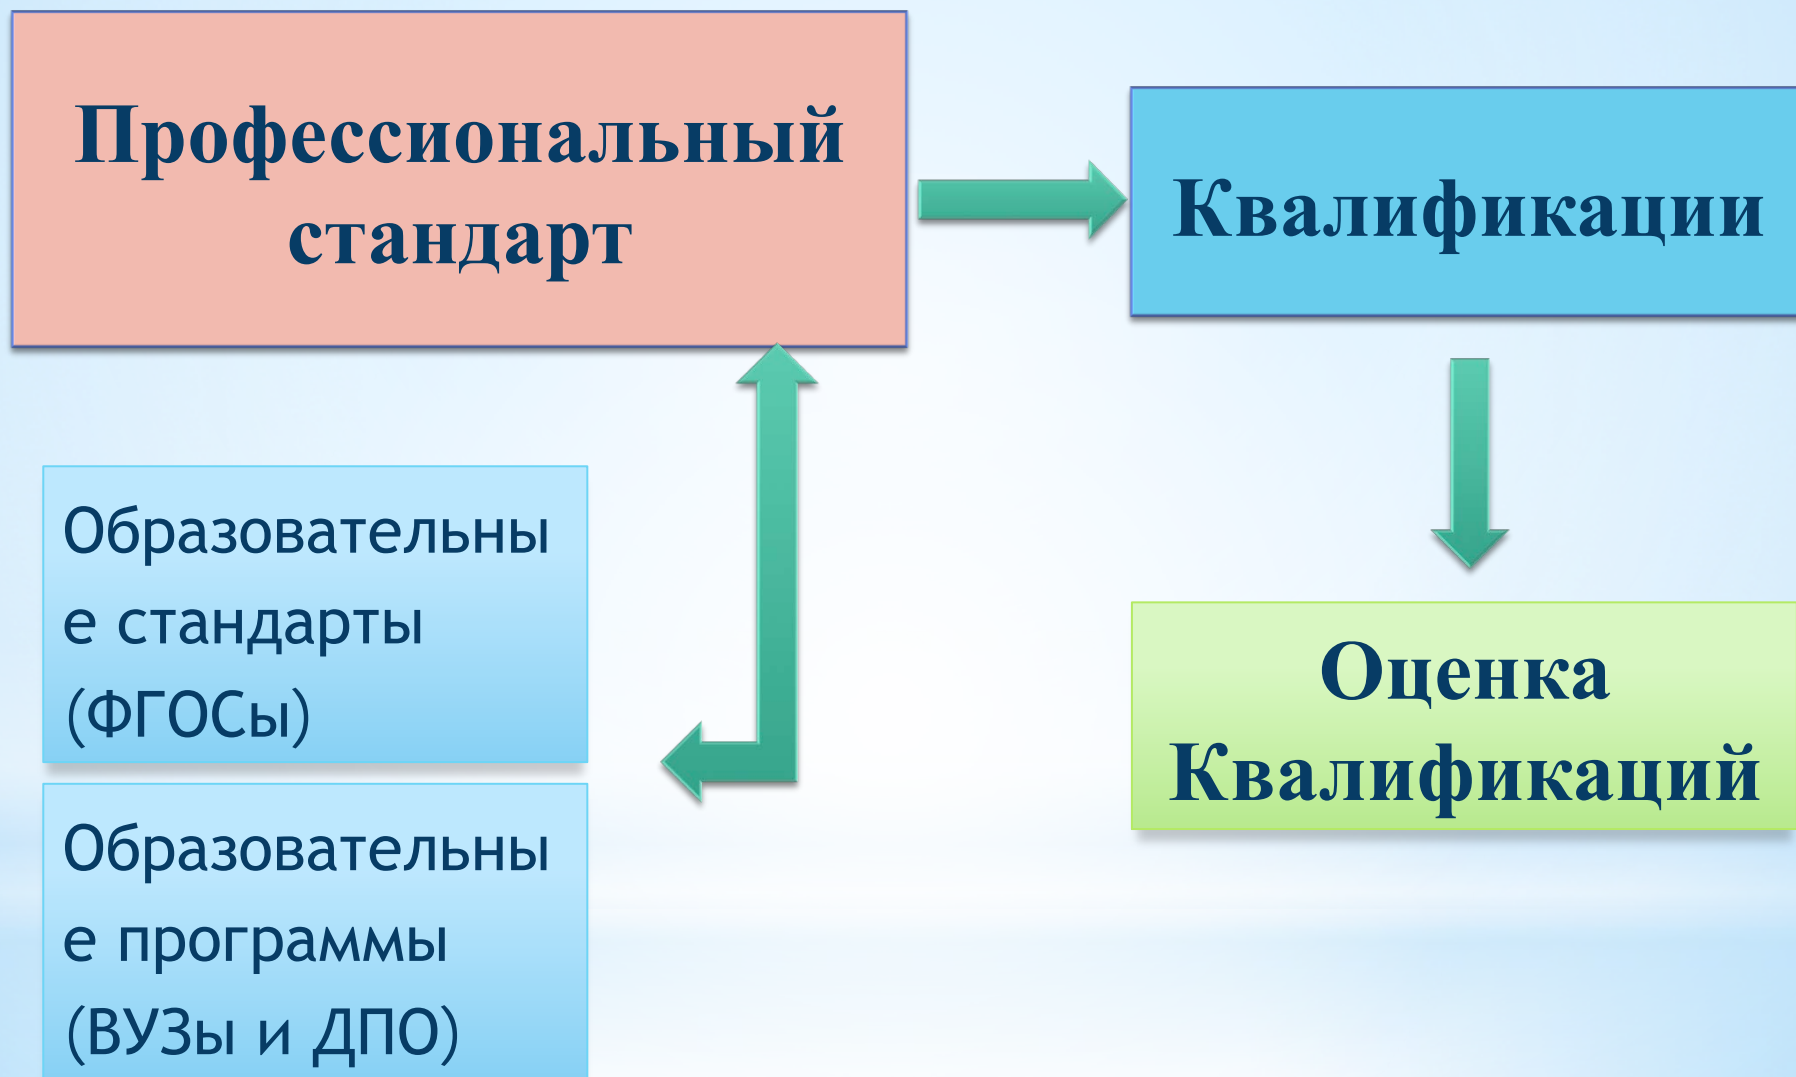 Профессиональный
стандарт
Квалификации
Образовательны
е стандарты
(ФГОСы)
Оценка
Квалификаций
Образовательны
е программы
(ВУЗы и ДПО)